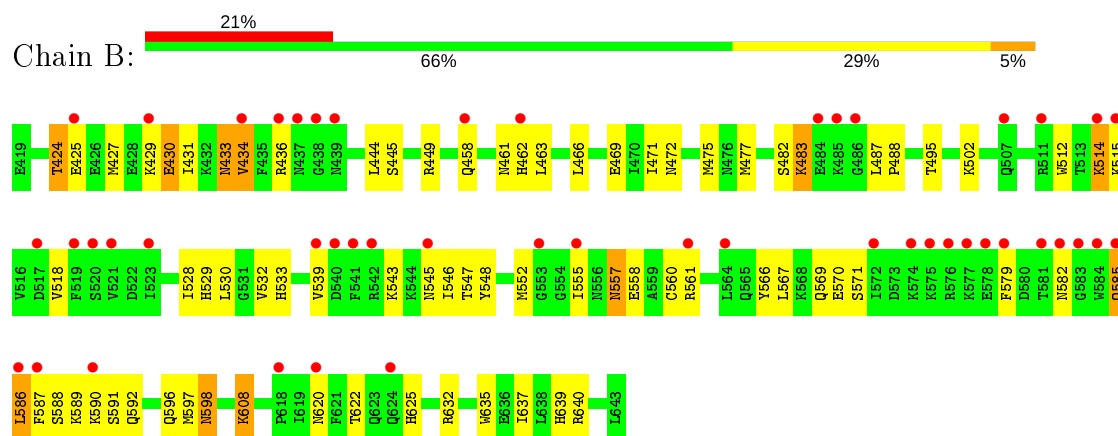 21%
Chain B:
66% 29% 5%
E419 T424 E425 E426 M427 E428 K429 E430 I431 K432 N433 V434 F435 R436 N437 G438 N439 L444 S445 R449 Q458 N461 H462 L463 L466 E469 I470 I471 N472 M475 N476 M477 S482 K483 E484 K485 G486 L487 P488 T495 K502 Q507 R511 W512 T513 K514 K515
V516 D517 V518 F519 S520 V521 D522 I523 I528 H529 L530 G531 V532 H533 V539 D540 F541 R542 K543 K544 N545 I546 T547 Y548 M552 G553 G554 I555 N556 N557 E558 A559 C560 R561 L564 Q565 Y566 L567 K568 Q569 E570 S571 I572 D573 K574 K575 R576 K577 E578 F579 D580 T581 N582 G583 W584 Q585
L586 F587 S588 K589 K590 S591 Q592 Q596 M597 N598 K608 P618 I619 N620 F621 T622 Q623 Q624 H625 R632 W635 E636 I637 L638 H639 R640 L643